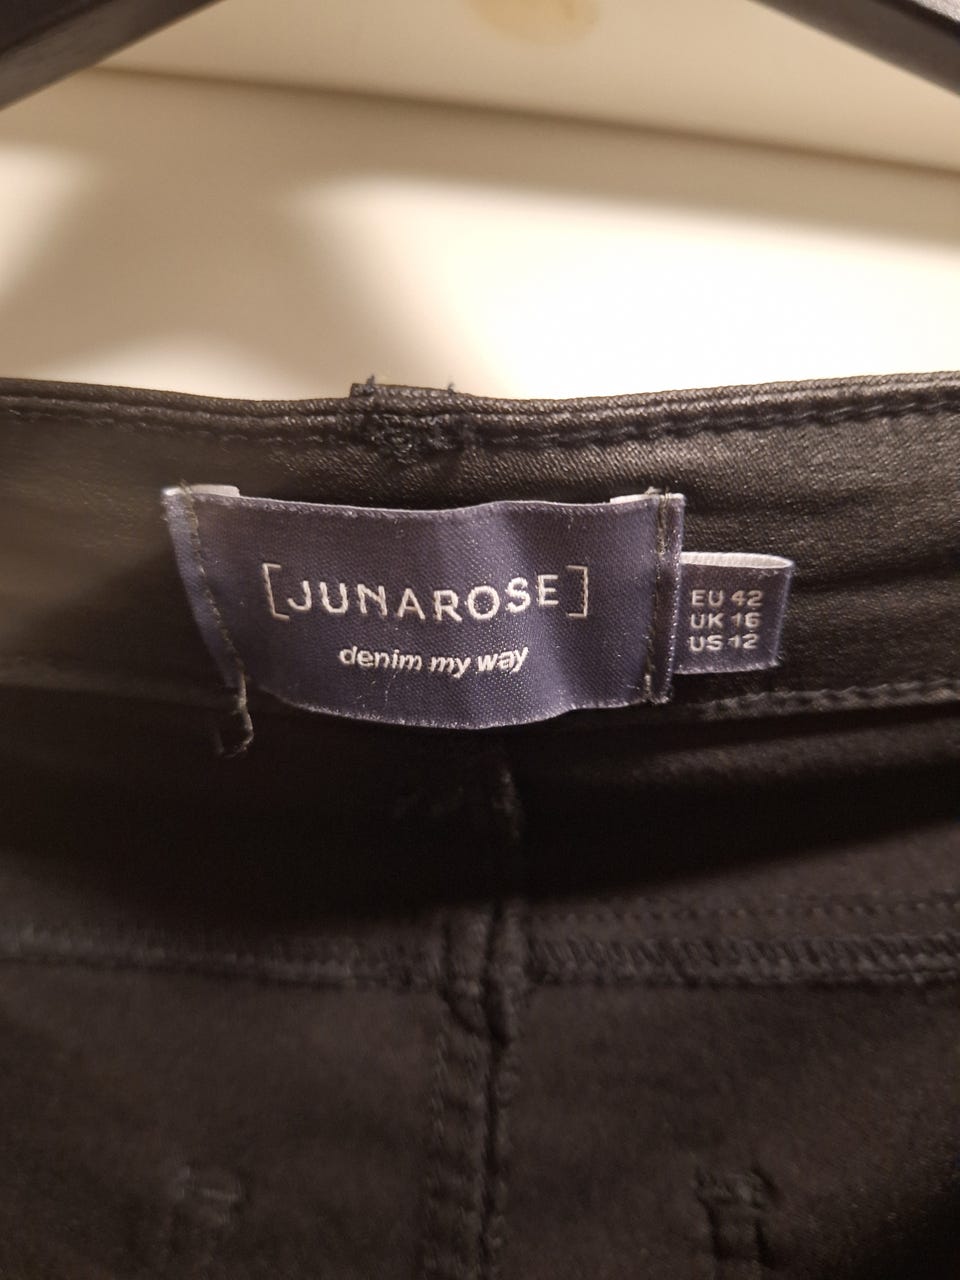 [JUNAROSE]
denim my way
EU 42
UK 16
US 12